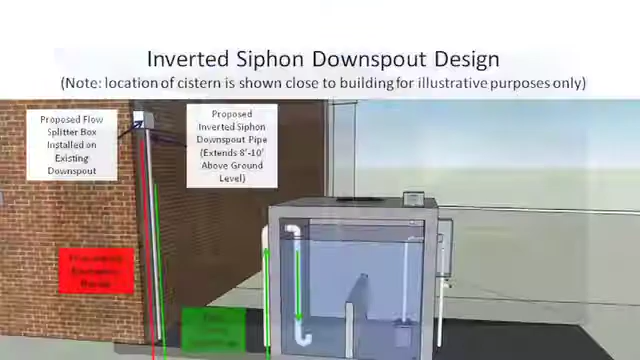 Inverted Siphon Downspout Design
(Note: location of cistern is shown close to building for illustrative purposes only)
Proposed Flow
Splitter Box
Installed on
Existing
Downspout
Proposed
Inverted Siphon
Downspout Pipe
(Extends 8'-10'
Above Ground
Level)